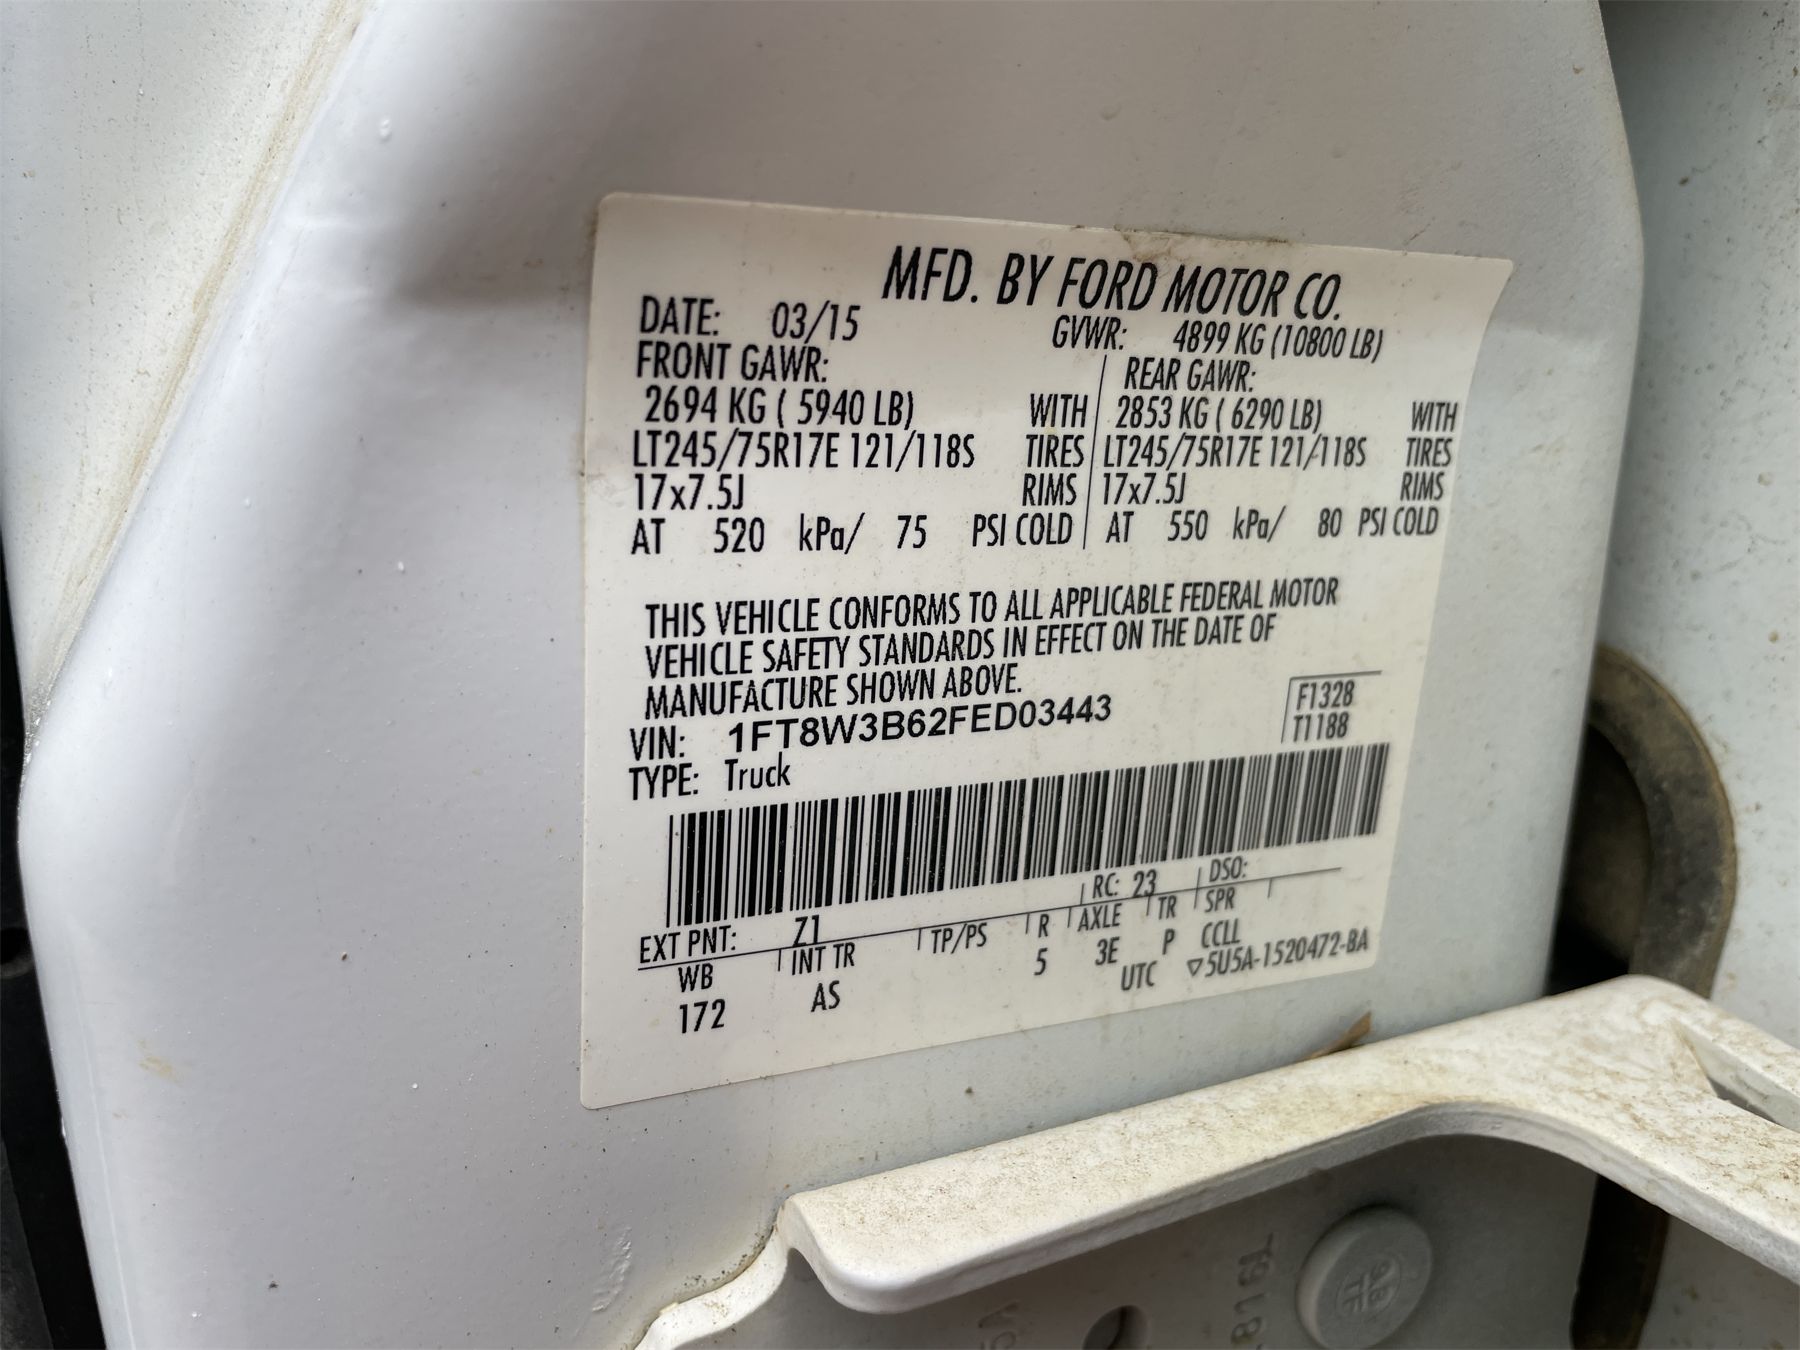 MFD. BY FORD MOTOR CO.
DATE: 03/15 GVWR: 4899 KG (10800 LB)
FRONT GAWR: REAR GAWR:
2694 KG ( 5940 LB) WITH 2853 KG ( 6290 LB) WITH
LT245/75R17E 121/118S TIRES LT245/75R17E 121/118S TIRES
17x7.5J RIMS 17x7.5J RIMS
AT 520 kPa/ 75 PSI COLD AT 550 kPa/ 80 PSI COLD
THIS VEHICLE CONFORMS TO ALL APPLICABLE FEDERAL MOTOR
VEHICLE SAFETY STANDARDS IN EFFECT ON THE DATE OF
MANUFACTURE SHOWN ABOVE.
VIN: 1FT8W3B62FED03443 F1328
TYPE: Truck T1188
EXT PNT: Z1 RC: 23 DSO:
WB INT TR TP/PS R AXLE TR SPR
172 AS 5 3E P CCLL
UTC ▽5U5A-1520472-BA